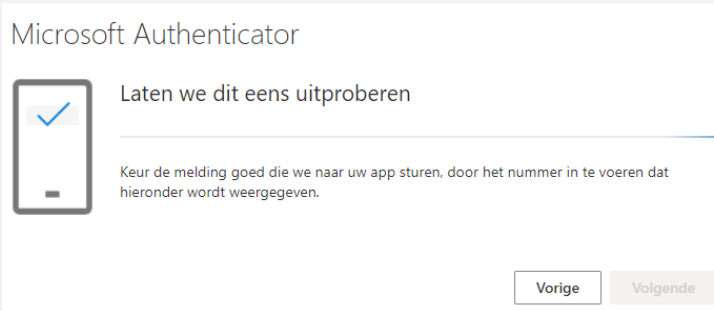 Microsoft Authenticator
Laten we dit eens uitproberen
Keur de melding goed die we naar uw app sturen, door het nummer in te voeren dat
hieronder wordt weergegeven.
Vorige
Volgende